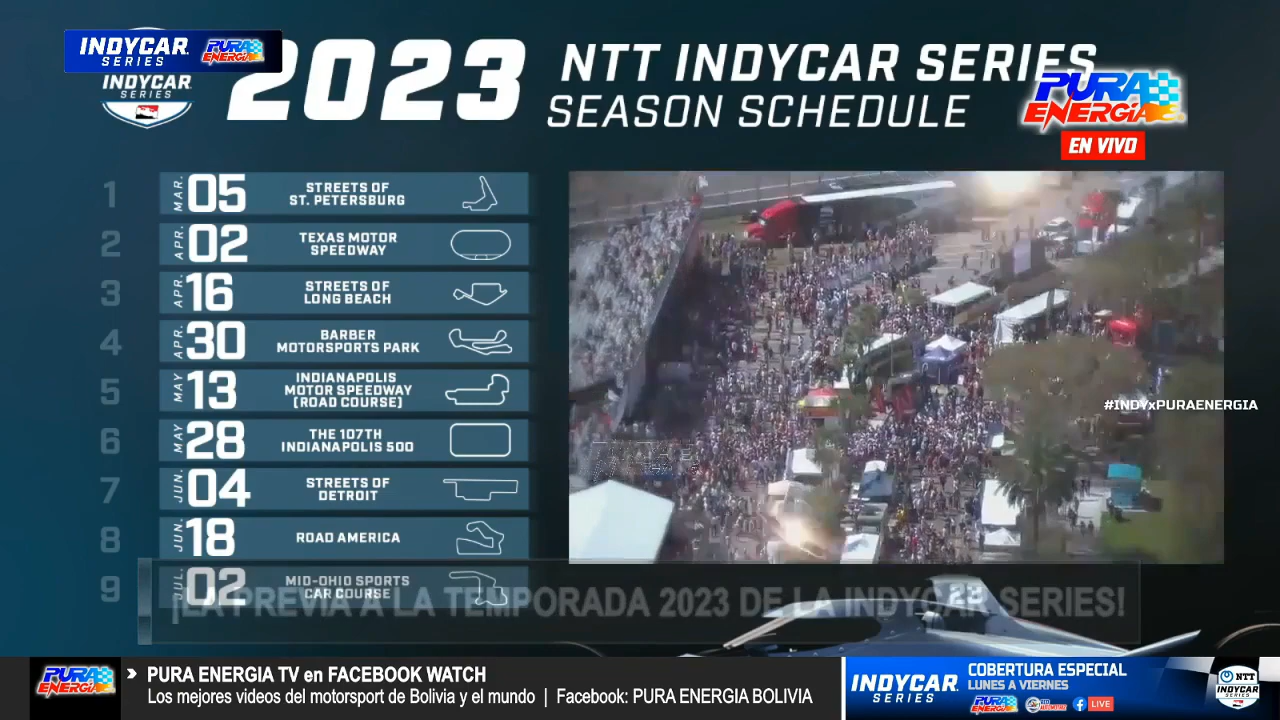 INDYCAR
SERIES
PURA
ENERGIA
INDYCAR
SERIES
2023
NTT INDYCAR SERIES
SEASON SCHEDULE
PURA
ENERGIA
EN VIVO
1
MAR. 05
STREETS OF
ST. PETERSBURG
2
APR. 02
TEXAS MOTOR
SPEEDWAY
3
APR. 16
STREETS OF
LONG BEACH
4
APR. 30
BARBER
MOTORSPORTS PARK
5
MAY 13
INDIANAPOLIS
MOTOR SPEEDWAY
(ROAD COURSE)
6
MAY 28
THE 107TH
INDIANAPOLIS 500
7
JUN. 04
STREETS OF
DETROIT
8
JUN. 18
ROAD AMERICA
9
JUL. 02
MID-OHIO SPORTS
CAR COURSE
#INDYxPURAENERGIA
23
¡LA PREVIA A LA TEMPORADA 2023 DE LA INDYCAR SERIES!
PURA
ENERGIA
PURA ENERGIA TV en FACEBOOK WATCH
Los mejores videos del motorsport de Bolivia y el mundo | Facebook: PURA ENERGIA BOLIVIA
INDYCAR
SERIES
COBERTURA ESPECIAL
LUNES A VIERNES
PURA
ENERGIA
LIVE
NTT
INDYCAR
SERIES